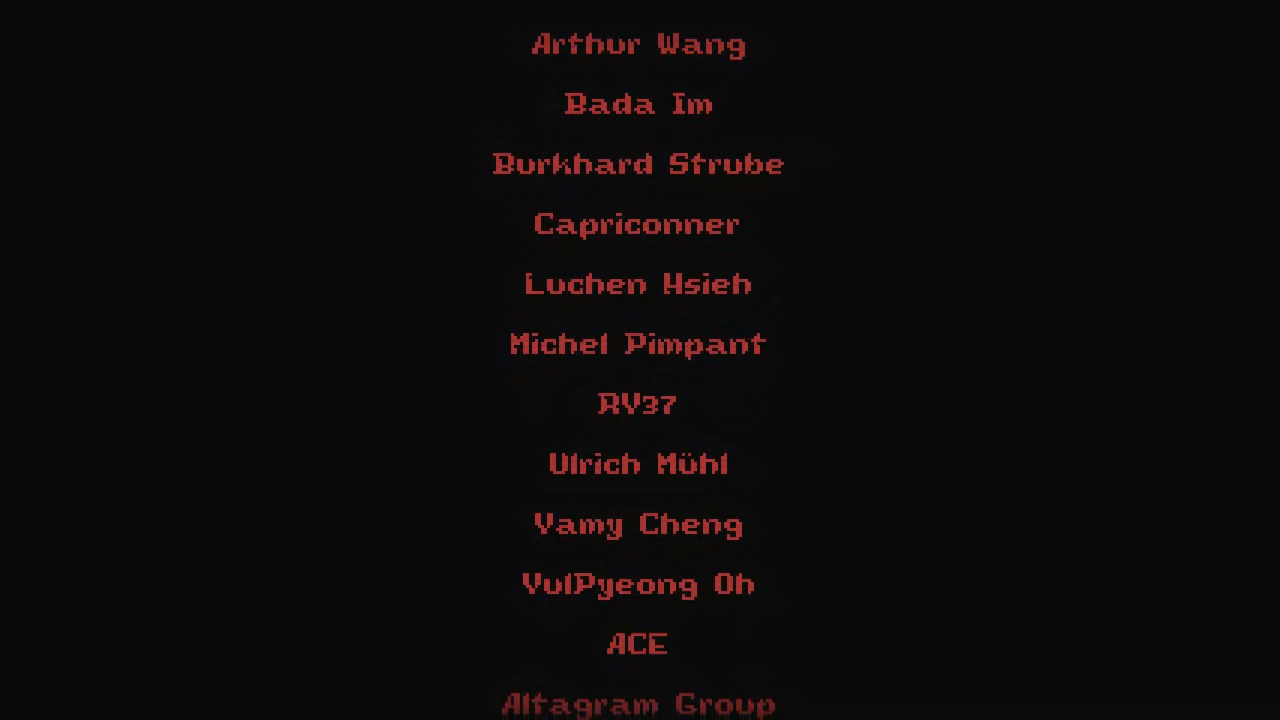 Arthur Wang
Bada Im
Burkhard Strube
Capriconner
Luchen Hsieh
Michel Pimpant
RV37
Ulrich Mühl
Vamy Cheng
VulPyeong Oh
ACE
Altagram Group